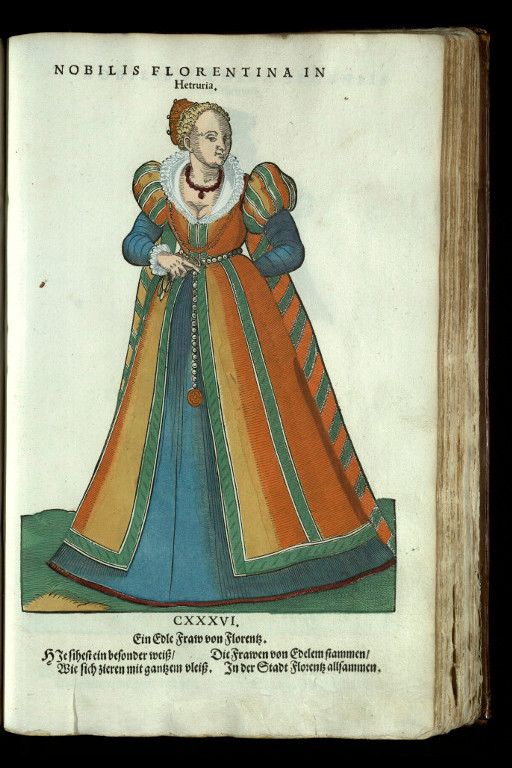 NOBILIS FLORENTINA IN
Hetruria.
CXXXVI.
Ein Edle Fraw von Florentz.
HIe sihest ein besonder weiß/
Wie sich zieren mit gantzem vleiß.
Die Frawen von Edelem stammen/
In der Stadt Florentz allsammen.